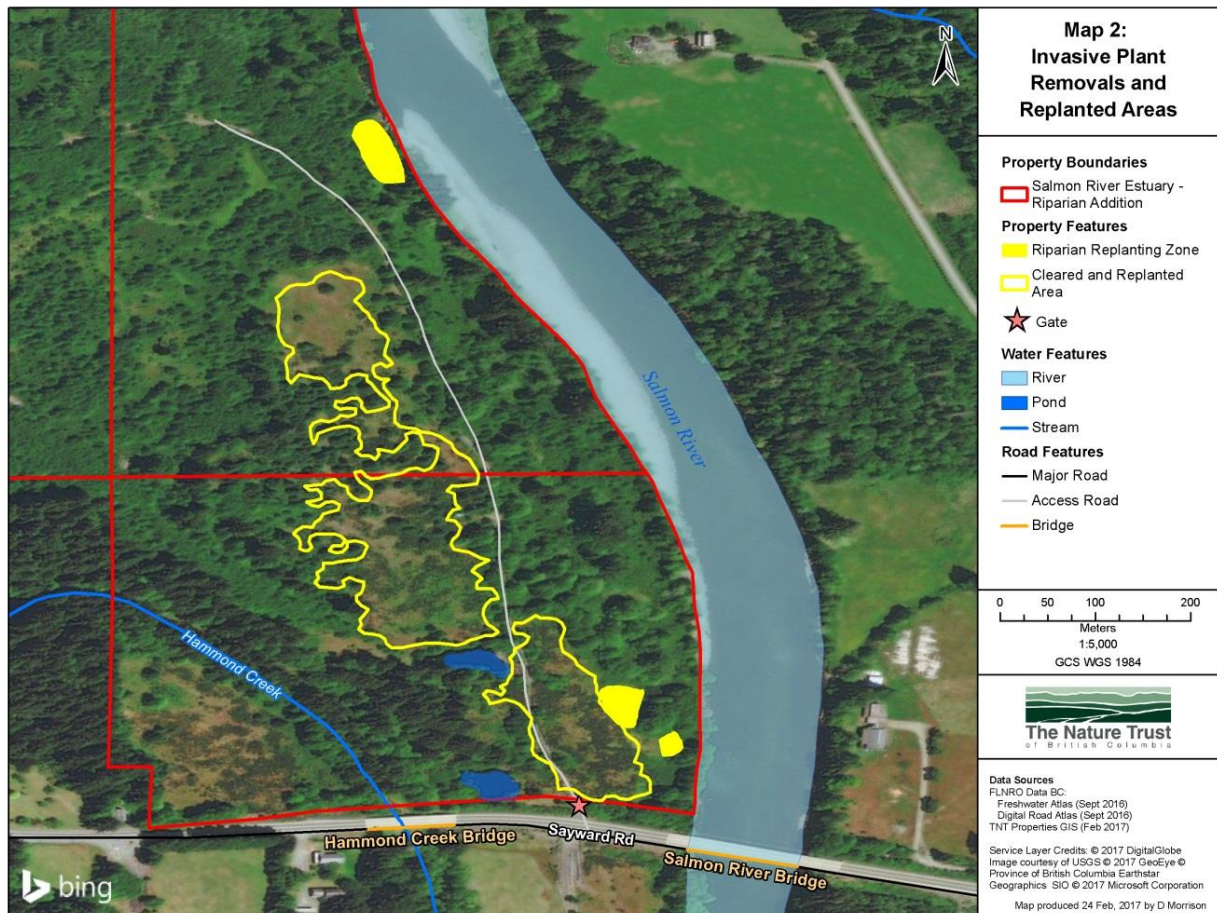 Map 2:
Invasive Plant
Removals and
Replanted Areas
Property Boundaries
Salmon River Estuary -
Riparian Addition
Property Features
Riparian Replanting Zone
Cleared and Replanted
Area
Gate
Water Features
River
Pond
Stream
Road Features
Major Road
Access Road
Bridge
0 50 100 200
Meters
1:5,000
GCS WGS 1984
The Nature Trust
of British Columbia
Data Sources
FLNRO Data BC:
Freshwater Atlas (Sept 2016)
Digital Road Atlas (Sept 2016)
TNT Properties GIS (Feb 2017)
Service Layer Credits: © 2017 DigitalGlobe
Image courtesy of USGS © 2017 GeoEye ©
Province of British Columbia Earthstar
Geographics SIO © 2017 Microsoft Corporation
Map produced 24 Feb, 2017 by D Morrison
N
Salmon River
Hammond Creek
Hammond Creek Bridge
Sayward Rd
Salmon River Bridge
bing